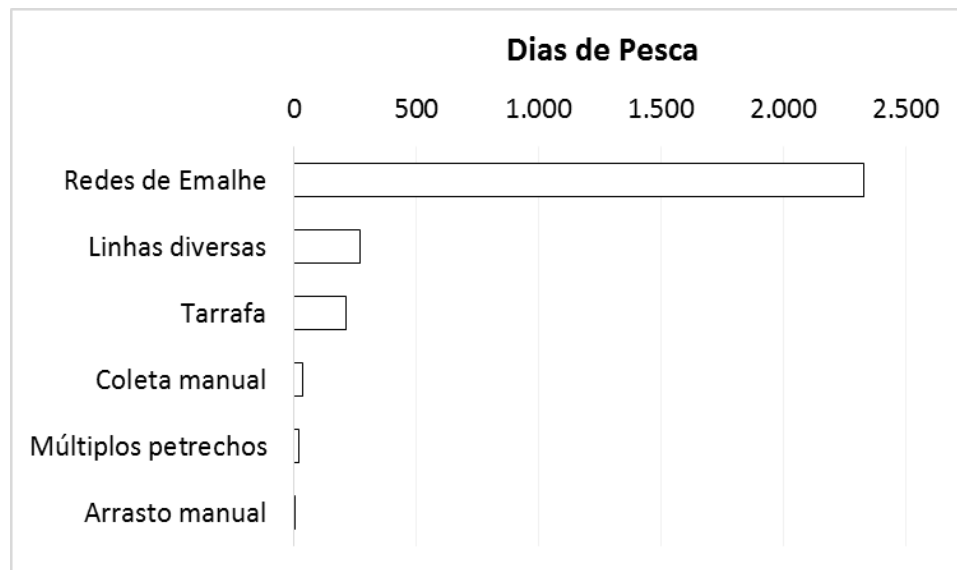 Dias de Pesca
0 500 1.000 1.500 2.000 2.500
Redes de Emalhe
Linhas diversas
Tarrafa
Coleta manual
Múltiplos petrechos
Arrasto manual